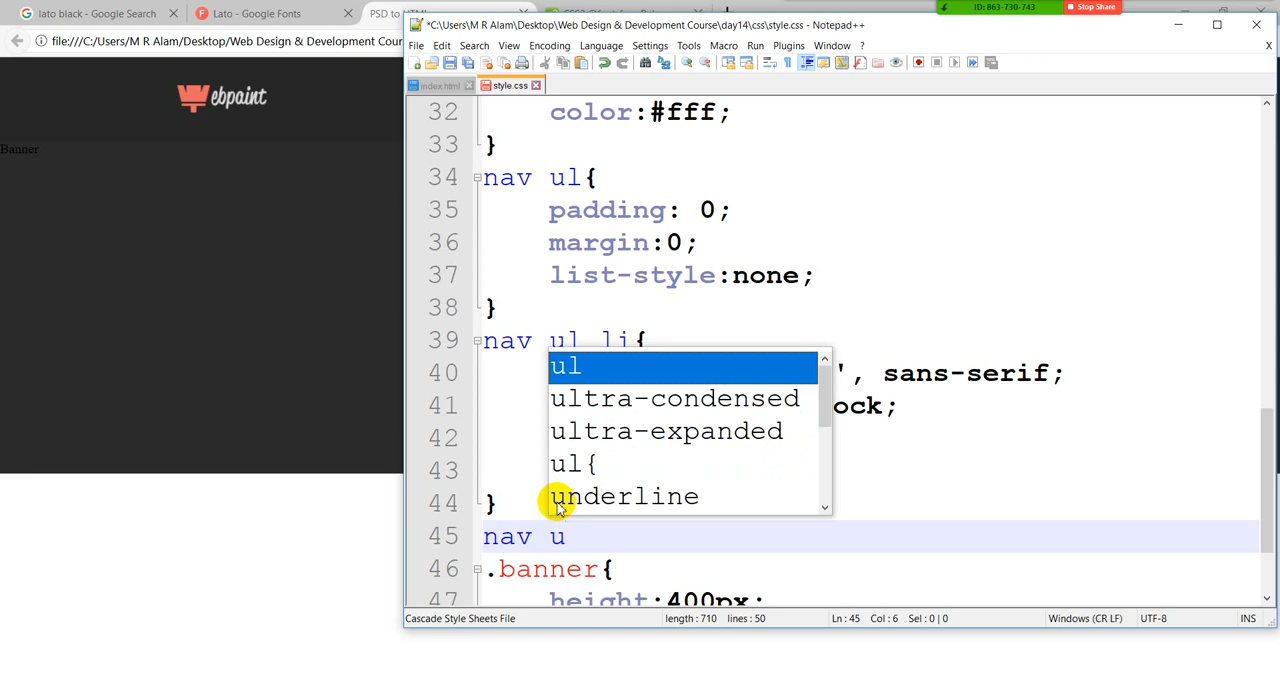 lato black - Google Search
Lato - Google Fonts
PSD to HTML
ID: 863-730-743
Stop Share
file:///C:/Users/M R Alam/Desktop/Web Design & Development Cour
*C:\Users\M R Alam\Desktop\Web Design & Development Course\day14\css\style.css - Notepad++
File Edit Search View Encoding Language Settings Tools Macro Run Plugins Window ?
X
index.html
style.css
ebpaint
Banner
32 color:#fff;
33 }
34 nav ul{
35 padding: 0;
36 margin:0;
37 list-style:none;
38 }
39 nav ul li{
40 ', sans-serif;
41 ock;
42
43
44 }
45 nav u
46 .banner{
47 height:400px;
ul
ultra-condensed
ultra-expanded
ul{
underline
Cascade Style Sheets File
length : 710 lines : 50
Ln : 45 Col : 6 Sel : 0 | 0
Windows (CR LF)
UTF-8
INS